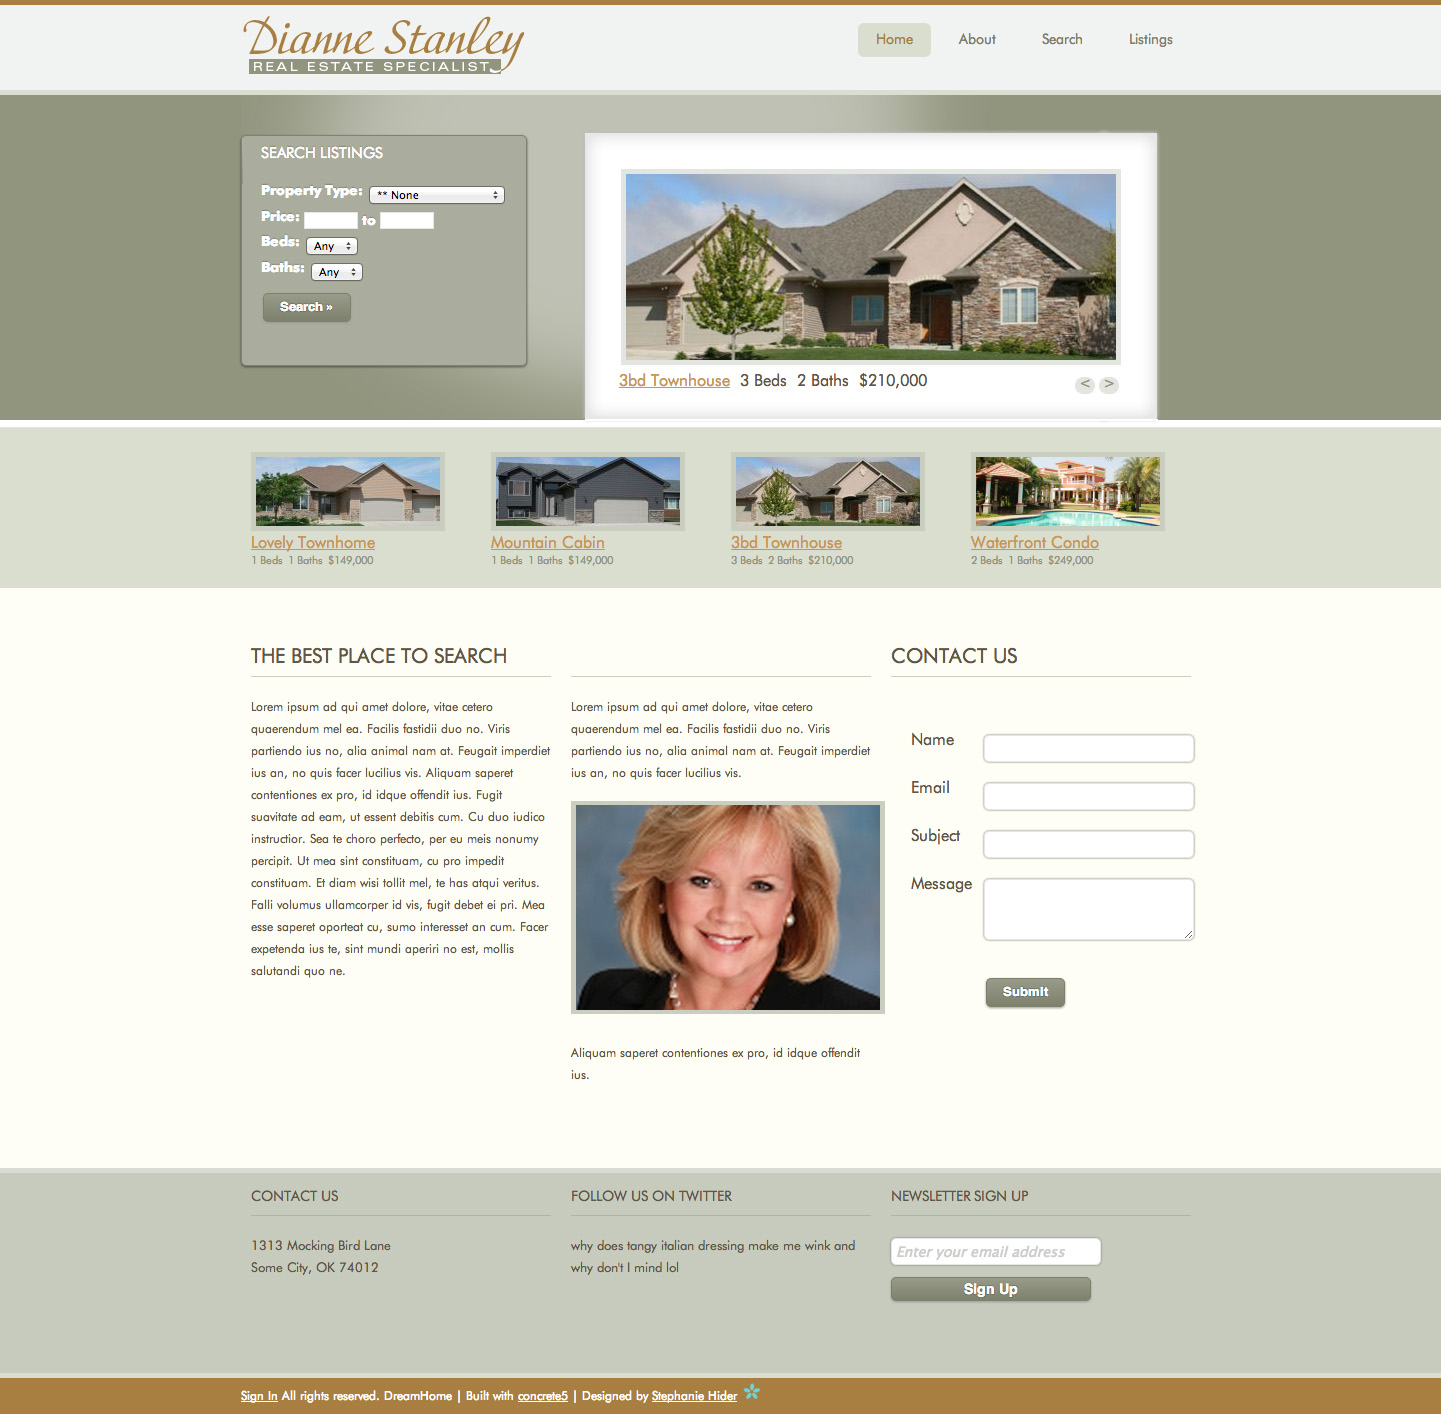 Dianne Stanley
REAL ESTATE SPECIALIST
Home About Search Listings
SEARCH LISTINGS
Property Type: ** None
Price: to
Beds: Any
Baths: Any
Search »
3bd Townhouse 3 Beds 2 Baths $210,000 < >
Lovely Townhome
1 Beds 1 Baths $149,000
Mountain Cabin
1 Beds 1 Baths $149,000
3bd Townhouse
3 Beds 2 Baths $210,000
Waterfront Condo
2 Beds 1 Baths $249,000
THE BEST PLACE TO SEARCH
Lorem ipsum ad qui amet dolore, vitae cetero
quaerendum mel ea. Facilis fastidii duo no. Viris
partiendo ius no, alia animal nam at. Feugait imperdiet
ius an, no quis facer lucilius vis. Aliquam saperet
contentiones ex pro, id idque offendit ius. Fugit
suavitate ad eam, ut essent debitis cum. Cu duo iudico
instructior. Sea te choro perfecto, per eu meis nonumy
percipit. Ut mea sint constituam, cu pro impedit
constituam. Et diam wisi tollit mel, te has atqui veritus.
Falli volumus ullamcorper id vis, fugit debet ei pri. Mea
esse saperet oporteat cu, sumo interesset an cum. Facer
expetenda ius te, sint mundi aperiri no est, mollis
salutandi quo ne.
Lorem ipsum ad qui amet dolore, vitae cetero
quaerendum mel ea. Facilis fastidii duo no. Viris
partiendo ius no, alia animal nam at. Feugait imperdiet
ius an, no quis facer lucilius vis.
Aliquam saperet contentiones ex pro, id idque offendit
ius.
CONTACT US
Name
Email
Subject
Message
Submit
CONTACT US
1313 Mocking Bird Lane
Some City, OK 74012
FOLLOW US ON TWITTER
why does tangy italian dressing make me wink and
why don't I mind lol
NEWSLETTER SIGN UP
Enter your email address
Sign Up
Sign In All rights reserved. DreamHome | Built with concrete5 | Designed by Stephanie Hider